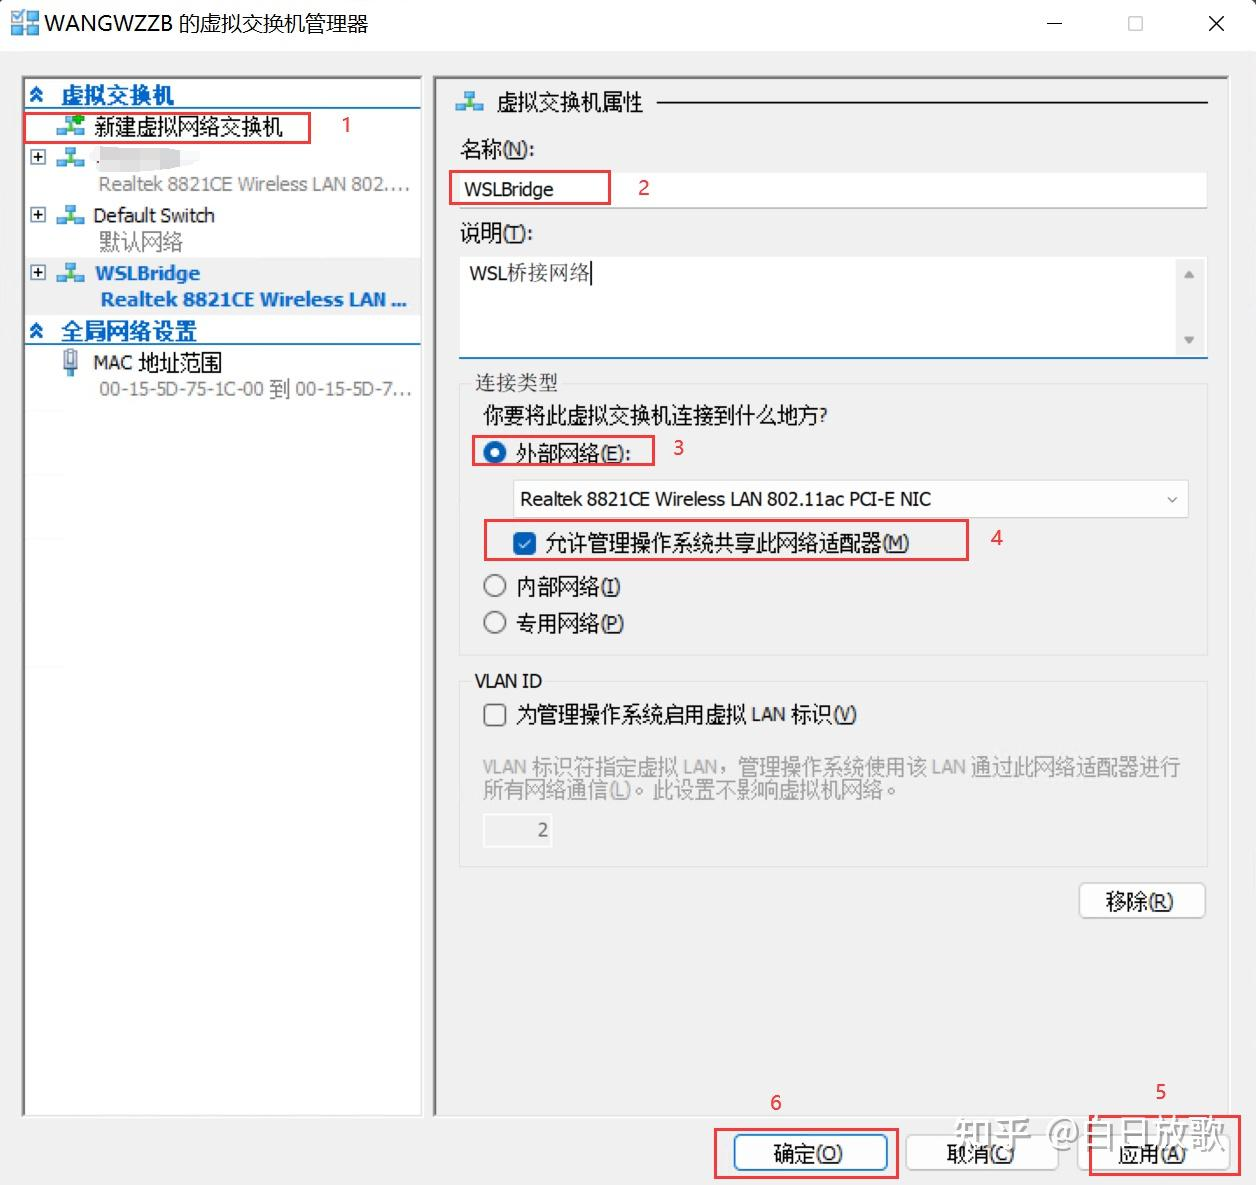 WANGWZZB 的虚拟交换机管理器
虚拟交换机
新建虚拟网络交换机
1
Realtek 8821CE Wireless LAN 802....
Default Switch
默认网络
WSLBridge
Realtek 8821CE Wireless LAN ...
全局网络设置
MAC 地址范围
00-15-5D-75-1C-00 到 00-15-5D-7...
虚拟交换机属性
名称(N):
WSLBridge
2
说明(T):
WSL桥接网络
连接类型
你要将此虚拟交换机连接到什么地方?
外部网络(E):
3
Realtek 8821CE Wireless LAN 802.11ac PCI-E NIC
允许管理操作系统共享此网络适配器(M)
4
内部网络(I)
专用网络(P)
VLAN ID
为管理操作系统启用虚拟 LAN 标识(V)
VLAN 标识符指定虚拟 LAN，管理操作系统使用该 LAN 通过此网络适配器进行
所有网络通信(L)。此设置不影响虚拟机网络。
2
移除(R)
6
5
确定(O)
取消(C)
应用(A)
知乎 @白日放歌